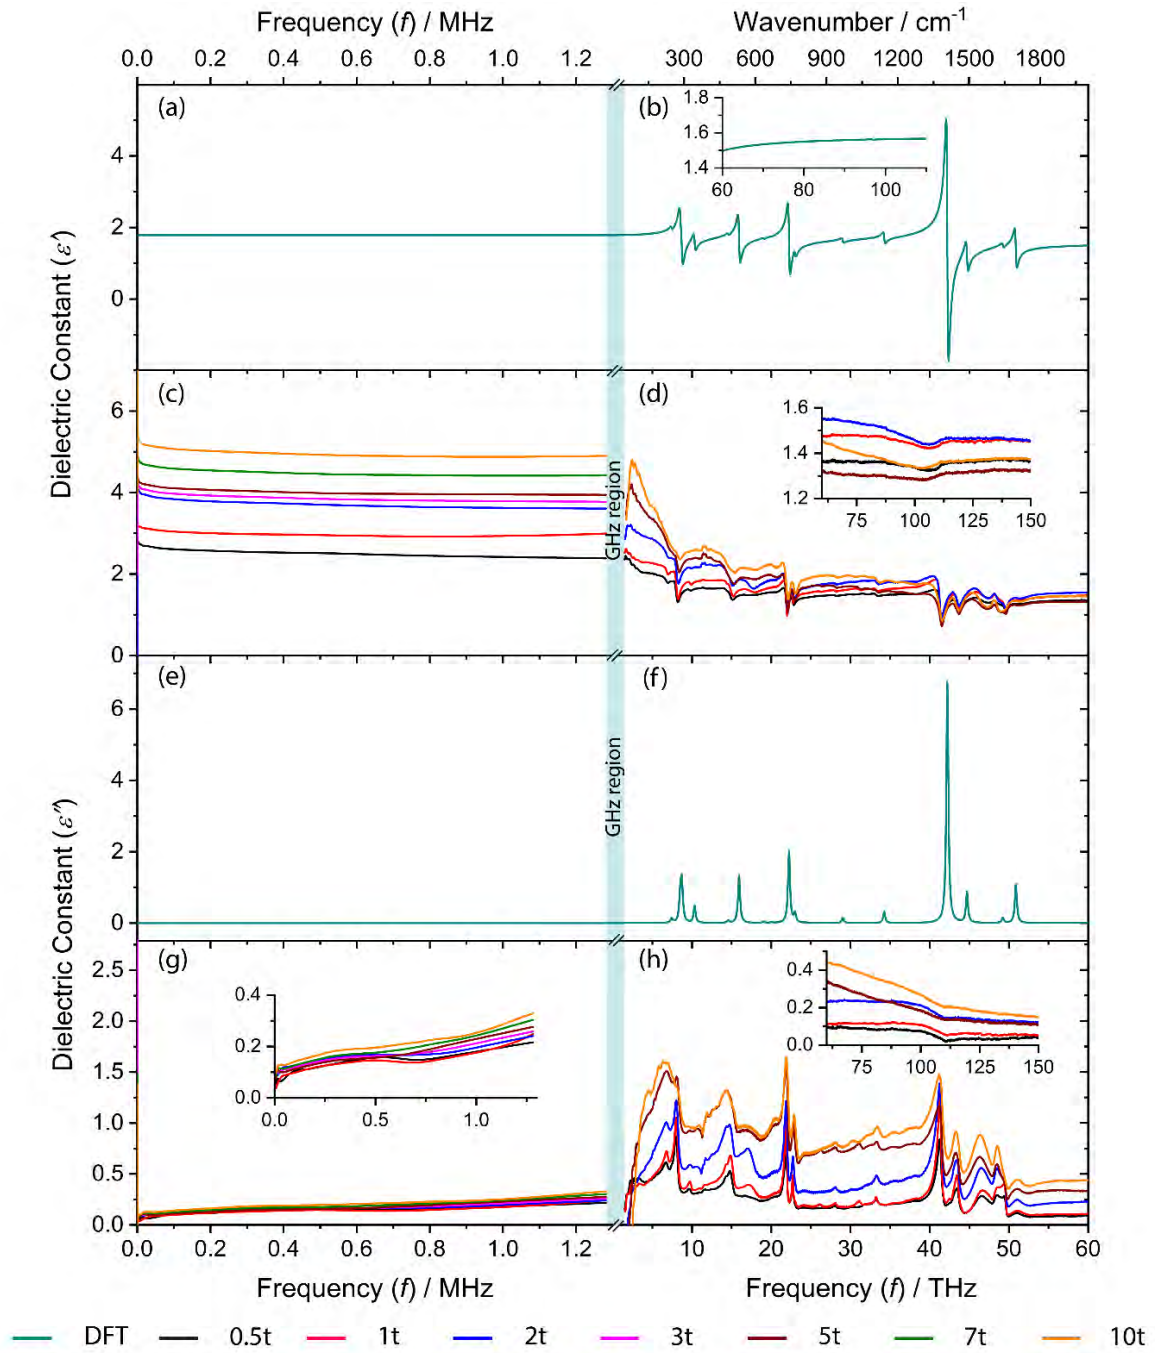 Frequency (f) / MHz
Wavenumber / cm-1
0.0 0.2 0.4 0.6 0.8 1.0 1.2
300 600 900 1200 1500 1800
Dielectric Constant (ε′)
(a)
4
2
0
(b)
1.8
1.6
1.4
60 80 100
(c)
6
4
2
0
GHz region
(d)
1.6
1.4
1.2
75 100 125 150
Dielectric Constant (ε″)
(e)
6
4
2
0
GHz region
(f)
(g)
2.5
2.0
1.5
1.0
0.5
0.0
0.4
0.2
0.0
0.0 0.5 1.0
(h)
0.4
0.2
0.0
75 100 125 150
0.0 0.2 0.4 0.6 0.8 1.0 1.2
10 20 30 40 50 60
Frequency (f) / MHz
Frequency (f) / THz
DFT 0.5t 1t 2t 3t 5t 7t 10t